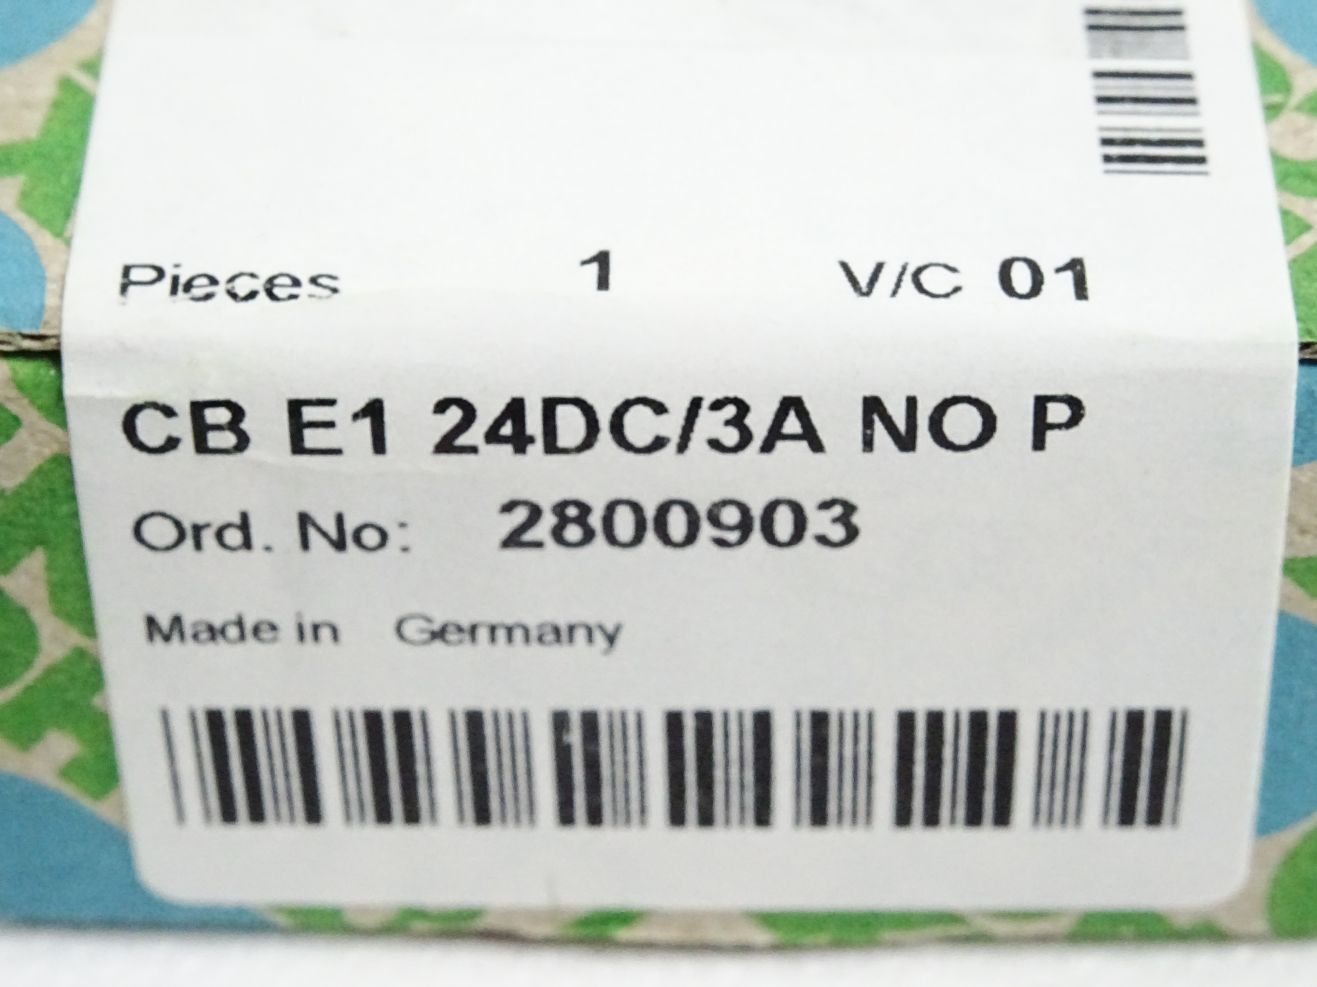 Pieces 1 V/C 01
CB E1 24DC/3A NO P
Ord. No: 2800903
Made in Germany